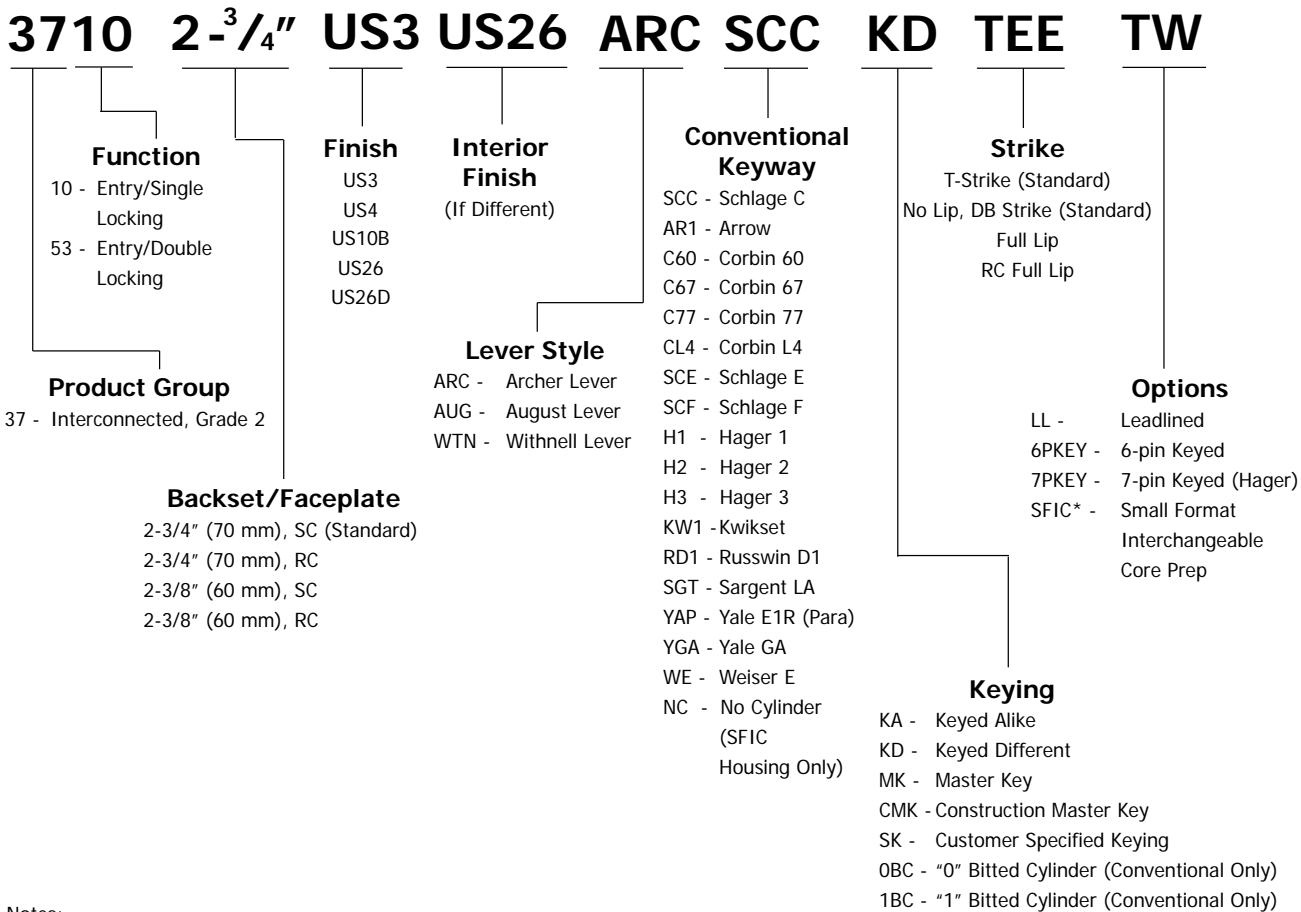 3710 2-3/4" US3 US26 ARC SCC KD TEE TW
Function
10 - Entry/Single
Locking
53 - Entry/Double
Locking
Finish
US3
US4
US10B
US26
US26D
Interior
Finish
(If Different)
Conventional
Keyway
SCC - Schlage C
AR1 - Arrow
C60 - Corbin 60
C67 - Corbin 67
C77 - Corbin 77
CL4 - Corbin L4
SCE - Schlage E
SCF - Schlage F
H1 - Hager 1
H2 - Hager 2
H3 - Hager 3
KW1 - Kwikset
RD1 - Russwin D1
SGT - Sargent LA
YAP - Yale E1R (Para)
YGA - Yale GA
WE - Weiser E
NC - No Cylinder
(SFIC
Housing Only)
Strike
T-Strike (Standard)
No Lip, DB Strike (Standard)
Full Lip
RC Full Lip
Product Group
37 - Interconnected, Grade 2
Lever Style
ARC - Archer Lever
AUG - August Lever
WTN - Withnell Lever
Options
LL - Leadlined
6PKEY - 6-pin Keyed
7PKEY - 7-pin Keyed (Hager)
SFIC* - Small Format
Interchangeable
Core Prep
Backset/Faceplate
2-3/4" (70 mm), SC (Standard)
2-3/4" (70 mm), RC
2-3/8" (60 mm), SC
2-3/8" (60 mm), RC
Keying
KA - Keyed Alike
KD - Keyed Different
MK - Master Key
CMK - Construction Master Key
SK - Customer Specified Keying
0BC - "0" Bitted Cylinder (Conventional Only)
1BC - "1" Bitted Cylinder (Conventional Only)
Notes: